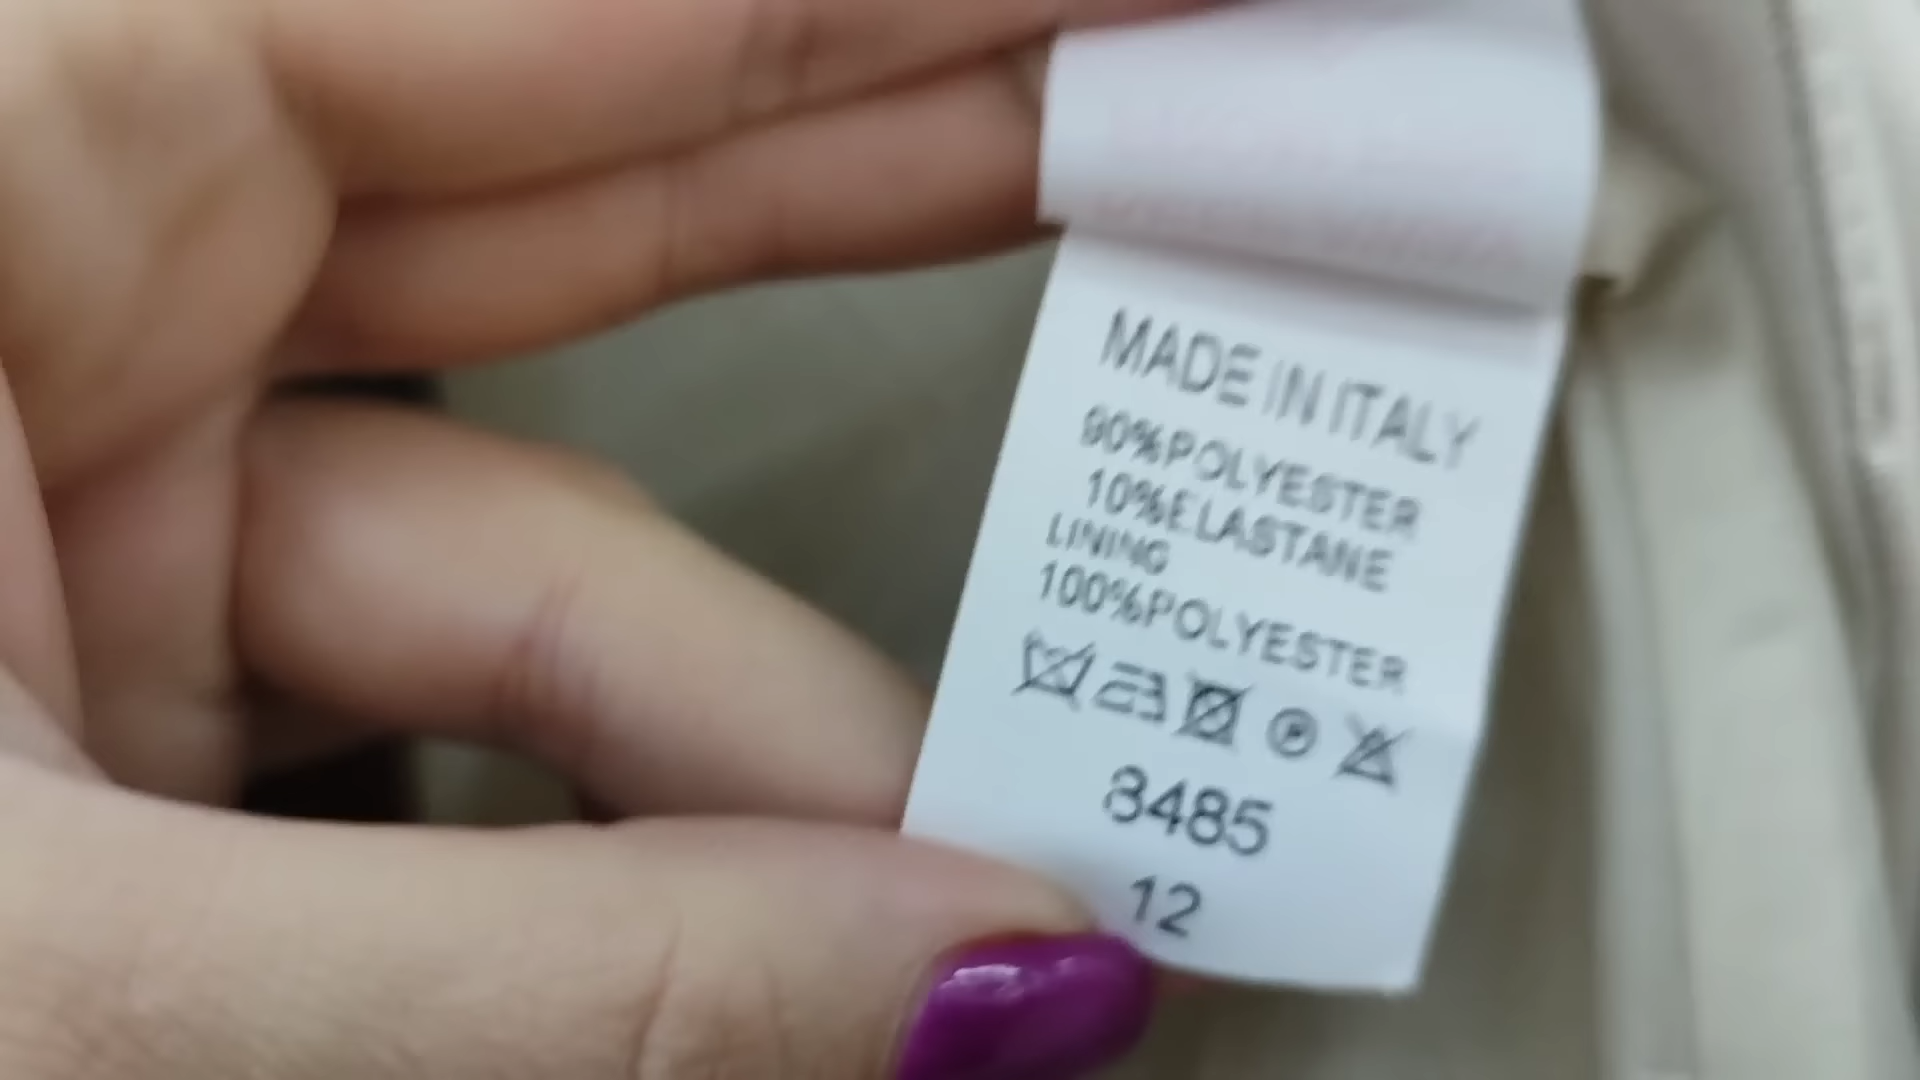 MADE IN ITALY
90%POLYESTER
10%ELASTANE
LINING
100%POLYESTER
P
8485
12